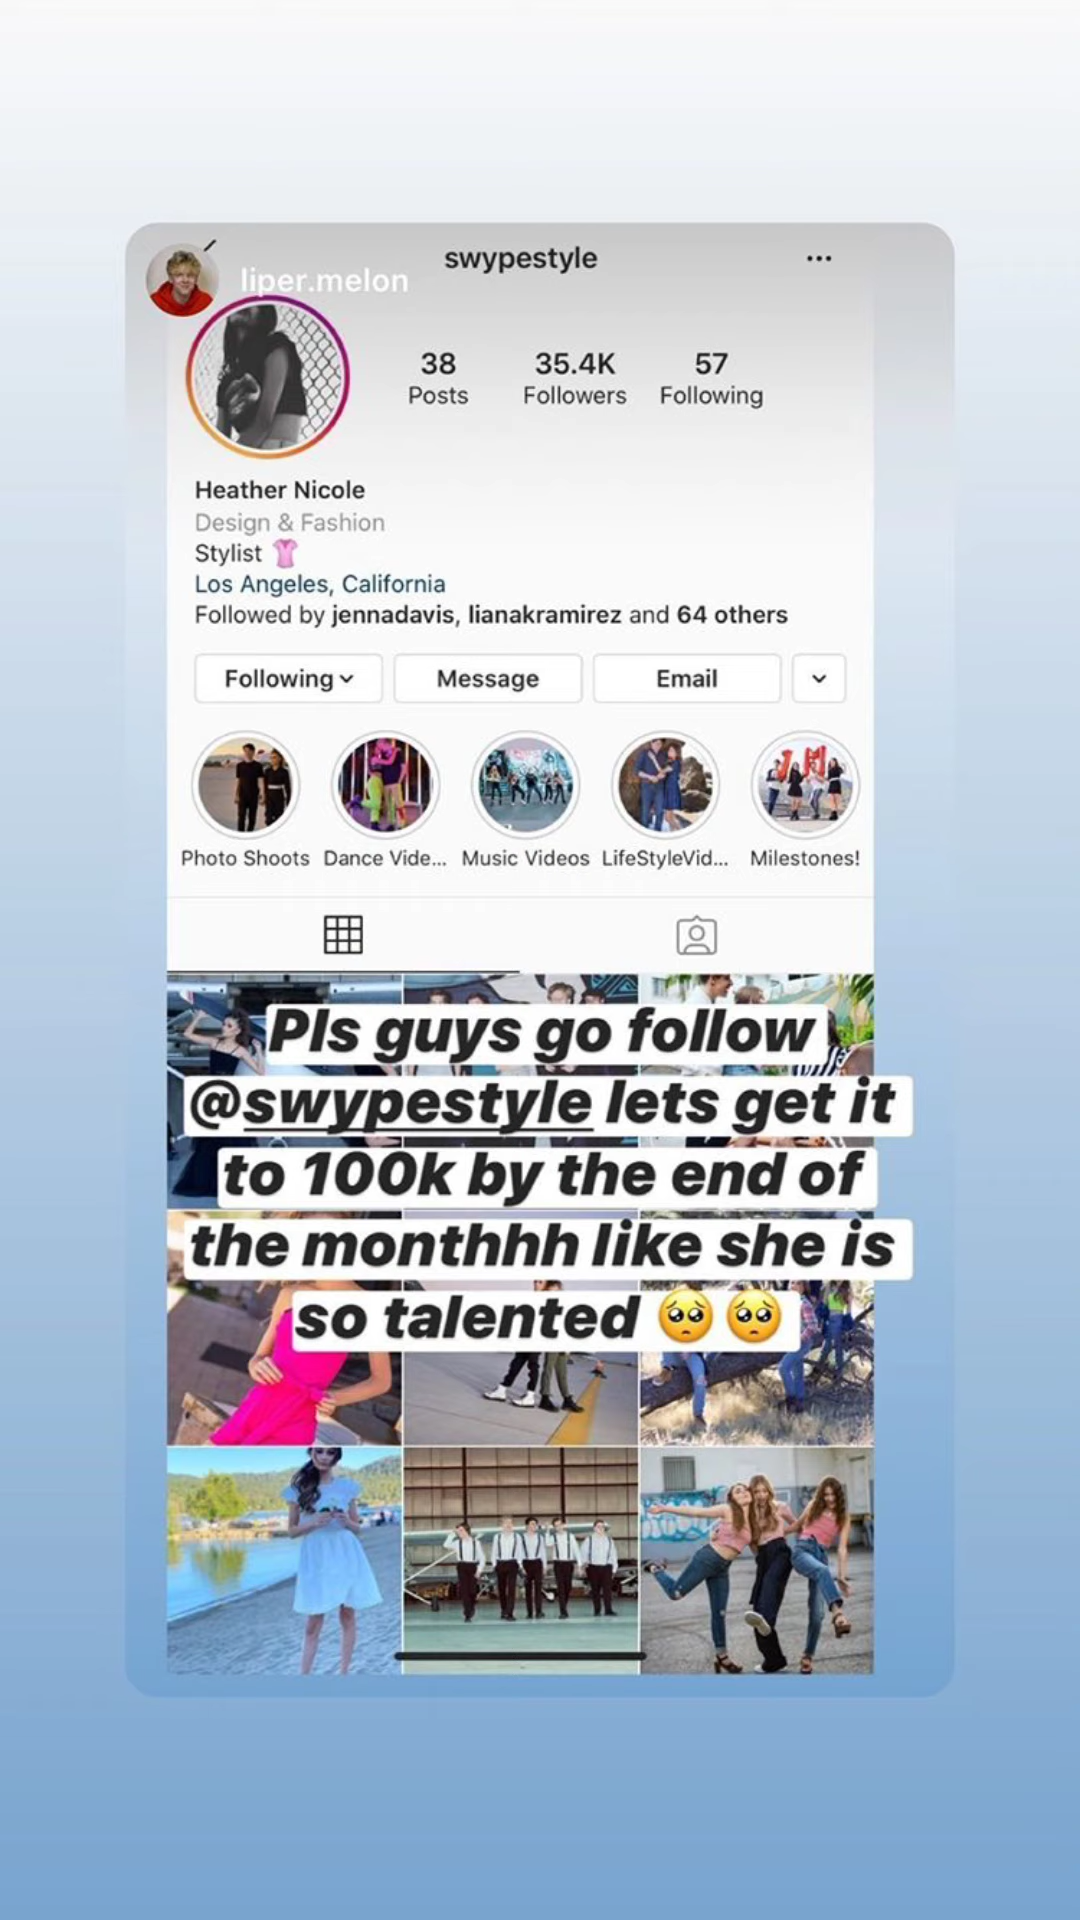 swypestyle
liper.melon
38
35.4K
57
Posts
Followers
Following
Heather Nicole
Design & Fashion
Stylist 👚
Los Angeles, California
Followed by jennadavis, lianakramirez and 64 others
Following
Message
Email
Photo Shoots
Dance Vide...
Music Videos
LifeStyleVid...
Milestones!
JM
Pls guys go follow
@swypestyle lets get it
to 100k by the end of
the monthhh like she is
so talented 🥺🥺